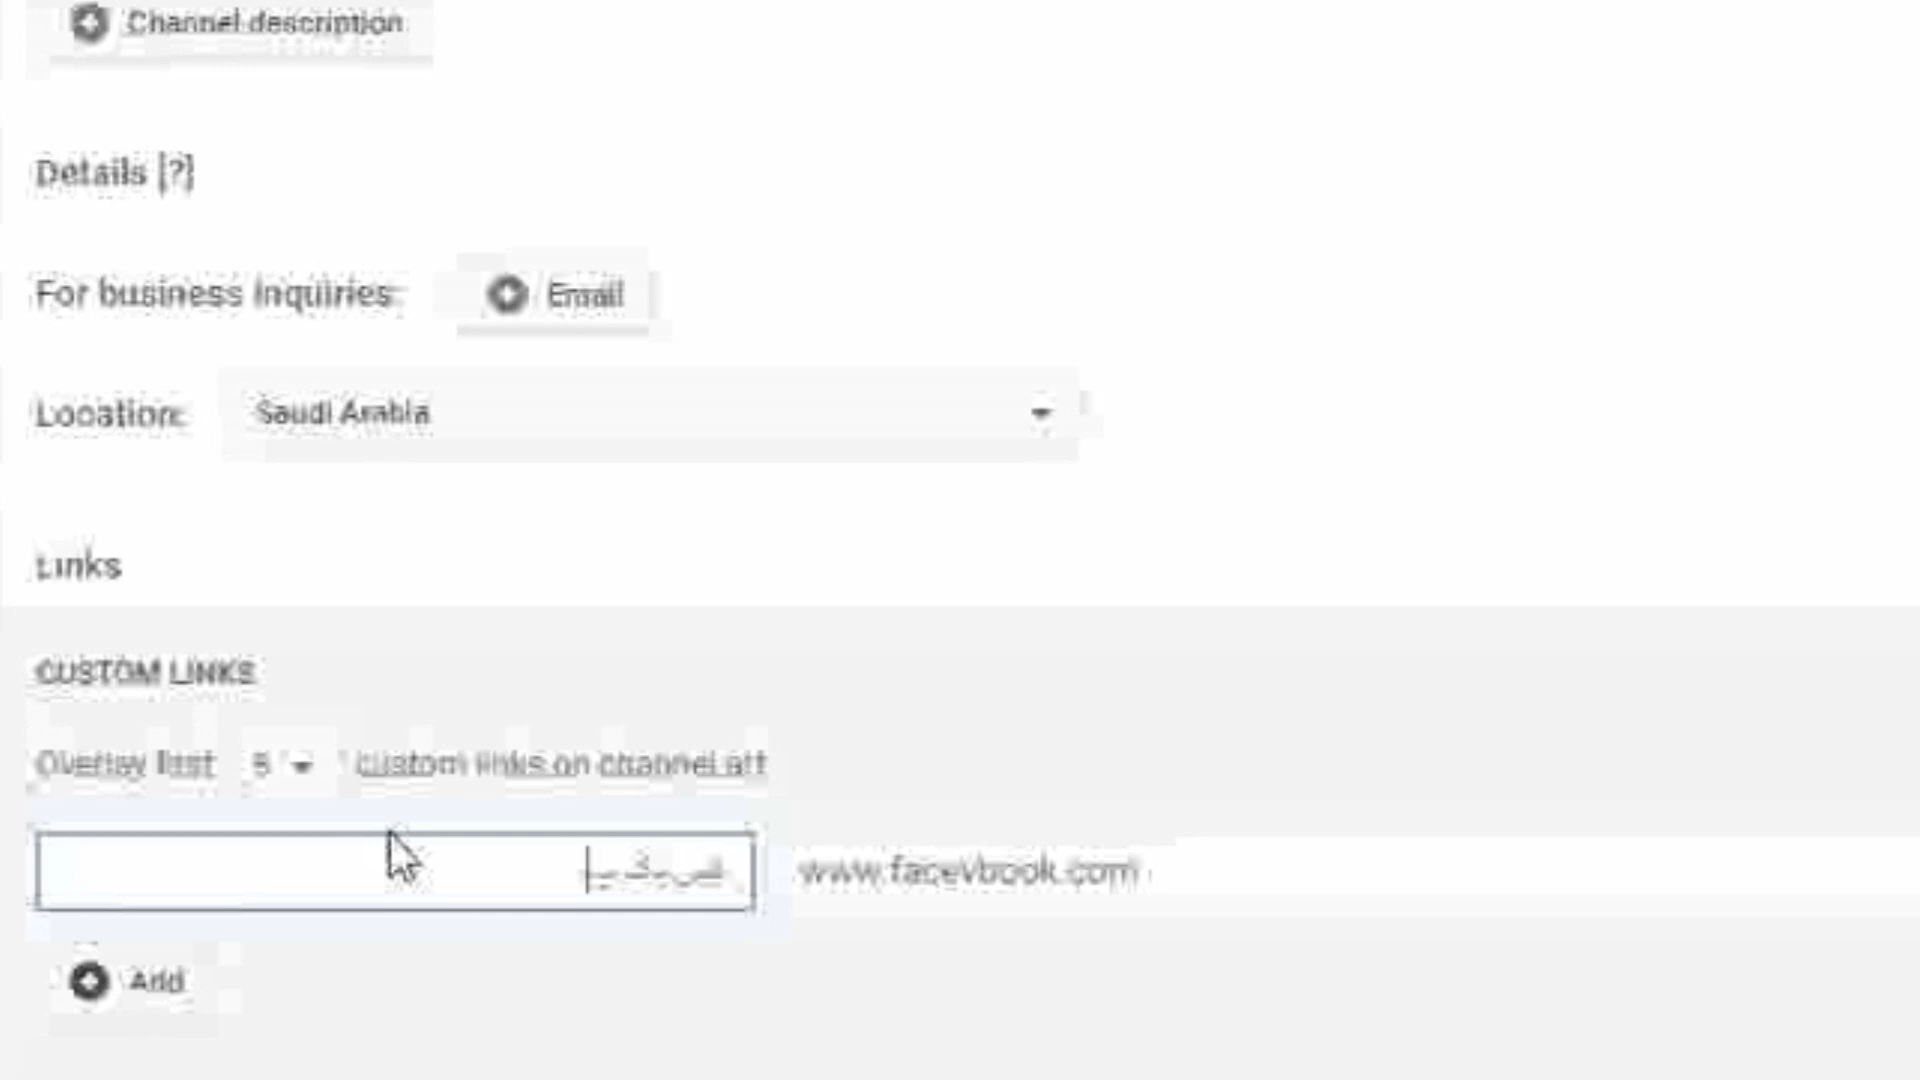 Channel description
Details [?]
For business inquiries:
Email
Location:
Saudi Arabia
Links
CUSTOM LINKS
Overlay first 5 custom links on channel art
www.facevbook.com
Add